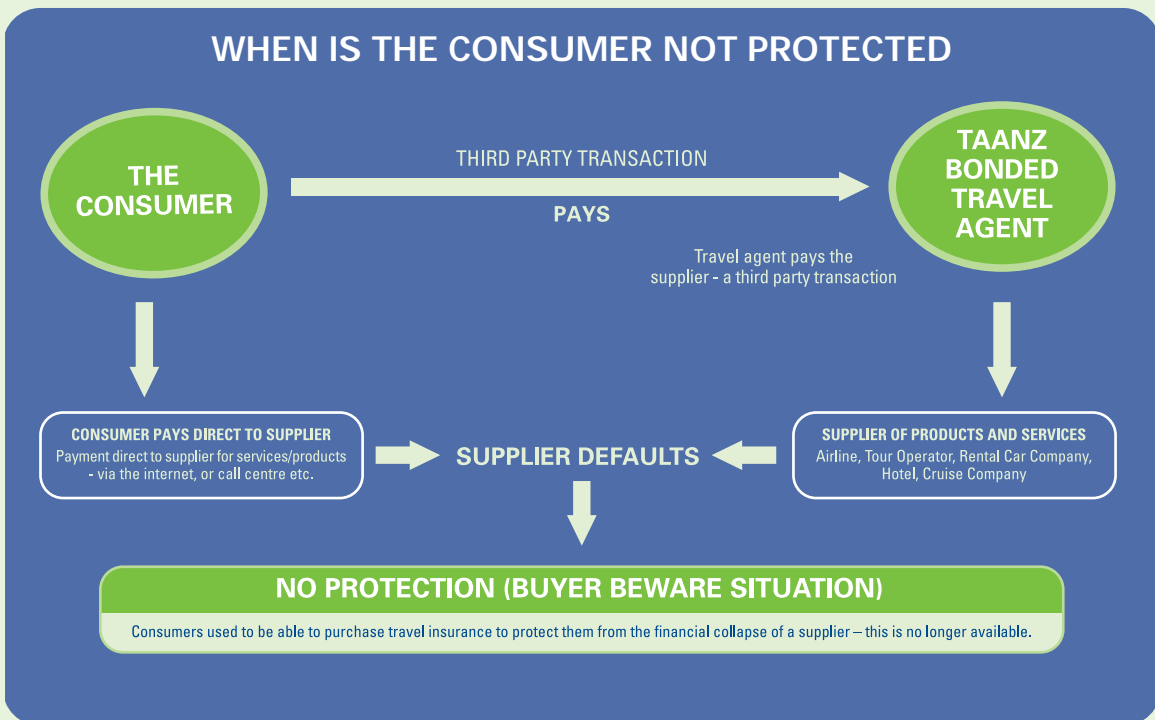 WHEN IS THE CONSUMER NOT PROTECTED
THE
CONSUMER
THIRD PARTY TRANSACTION
PAYS
TAANZ
BONDED
TRAVEL
AGENT
Travel agent pays the
supplier - a third party transaction
CONSUMER PAYS DIRECT TO SUPPLIER
Payment direct to supplier for services/products
- via the internet, or call centre etc.
SUPPLIER DEFAULTS
SUPPLIER OF PRODUCTS AND SERVICES
Airline, Tour Operator, Rental Car Company,
Hotel, Cruise Company
NO PROTECTION (BUYER BEWARE SITUATION)
Consumers used to be able to purchase travel insurance to protect them from the financial collapse of a supplier – this is no longer available.